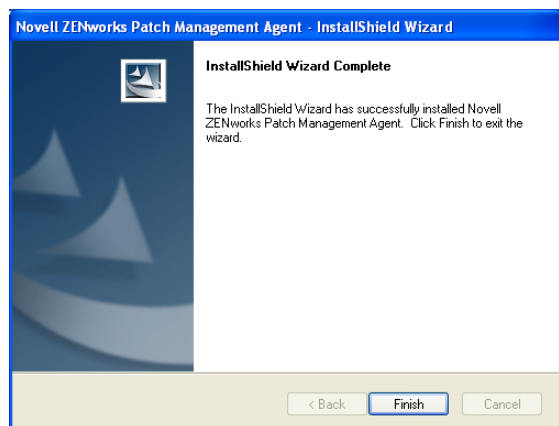 Novell ZENworks Patch Management Agent - InstallShield Wizard
InstallShield Wizard Complete
The InstallShield Wizard has successfully installed Novell
ZENworks Patch Management Agent. Click Finish to exit the
wizard.
< Back Finish Cancel